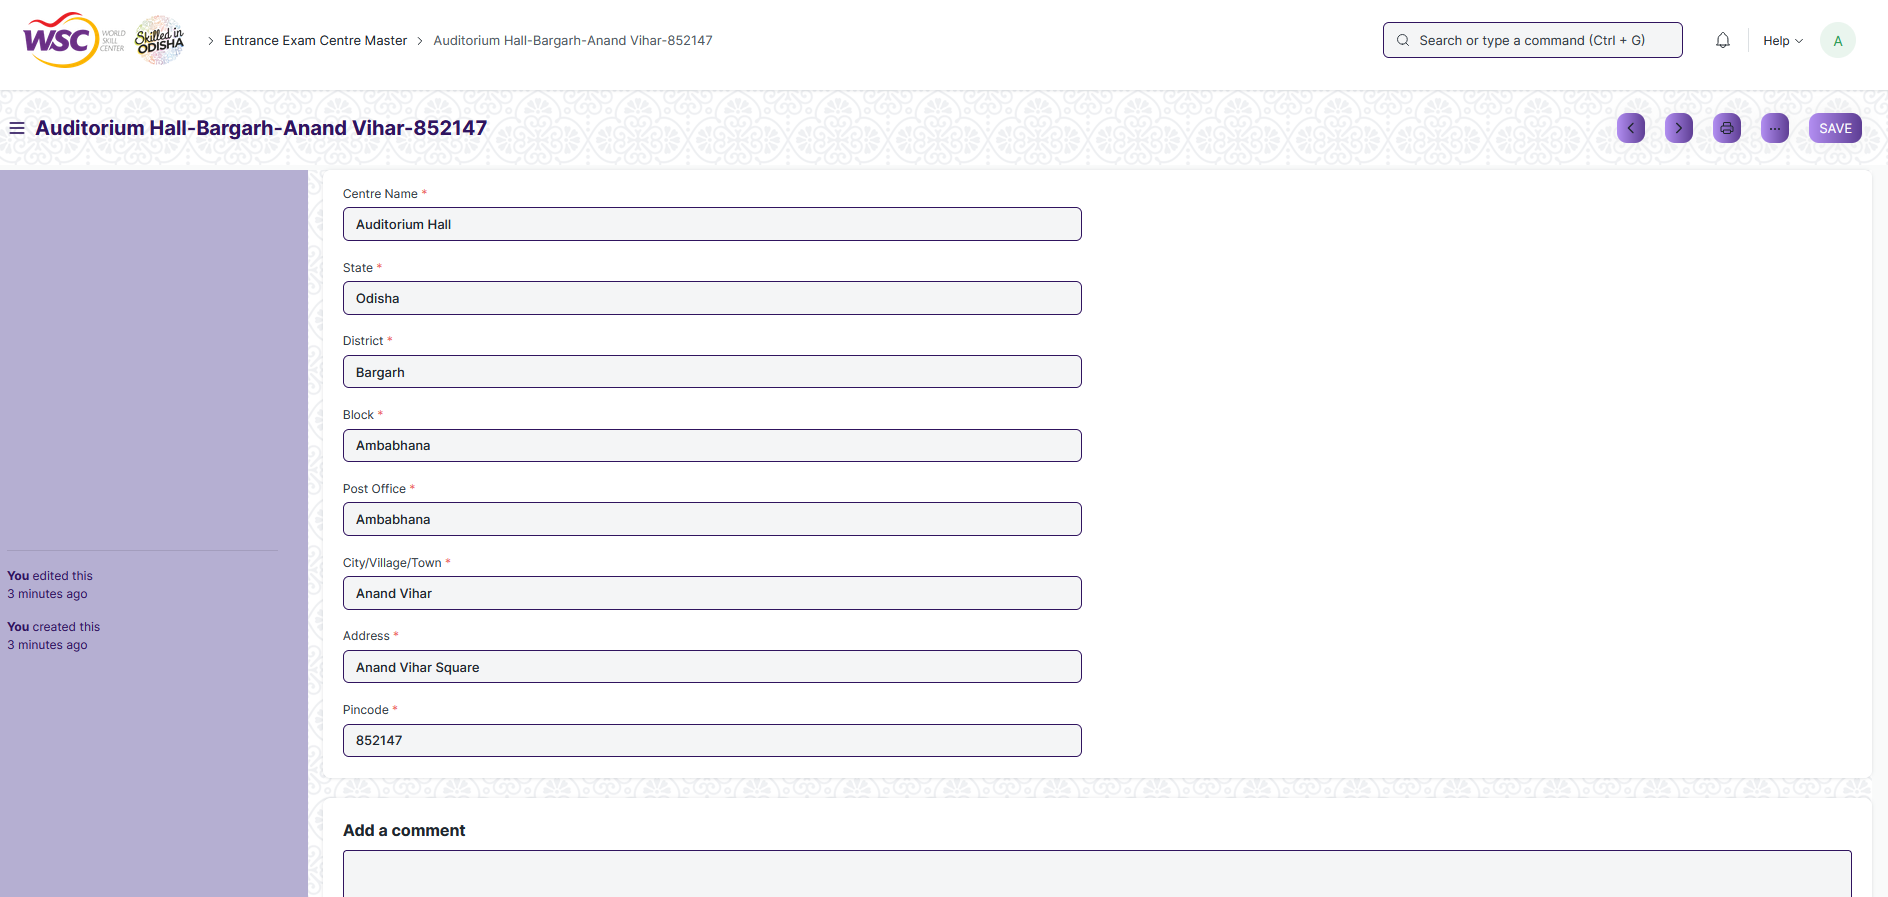 WSC WORLD SKILL CENTER
Skilled in ODISHA
Entrance Exam Centre Master
Auditorium Hall-Bargarh-Anand Vihar-852147
Search or type a command (Ctrl + G)
Help
A
Auditorium Hall-Bargarh-Anand Vihar-852147
...
SAVE
You edited this
3 minutes ago
You created this
3 minutes ago
Centre Name *
Auditorium Hall
State *
Odisha
District *
Bargarh
Block *
Ambabhana
Post Office *
Ambabhana
City/Village/Town *
Anand Vihar
Address *
Anand Vihar Square
Pincode *
852147
Add a comment